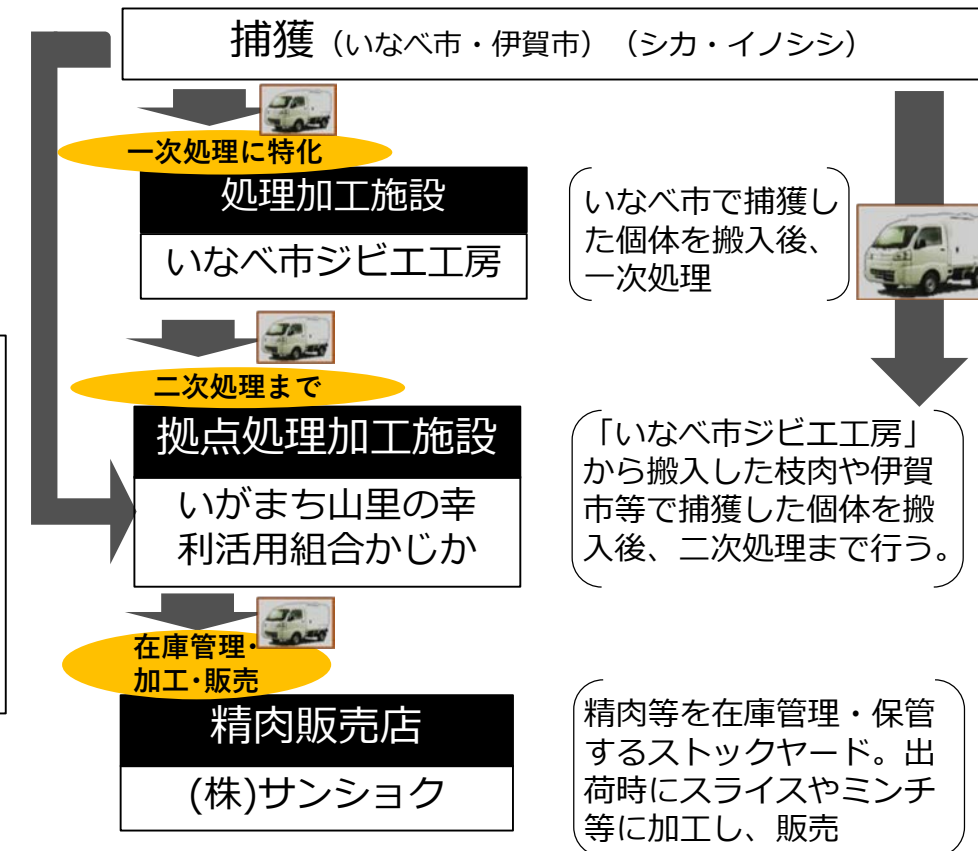 捕獲（いなべ市・伊賀市）（シカ・イノシシ）
一次処理に特化
処理加工施設
いなべ市ジビエ工房
いなべ市で捕獲し
た個体を搬入後、
一次処理
二次処理まで
拠点処理加工施設
いがまち山里の幸
利活用組合かじか
「いなべ市ジビエ工房」
から搬入した枝肉や伊賀
市等で捕獲した個体を搬
入後、二次処理まで行う。
在庫管理・
加工・販売
精肉販売店
(株)サンショク
精肉等を在庫管理・保管
するストックヤード。出
荷時にスライスやミンチ
等に加工し、販売